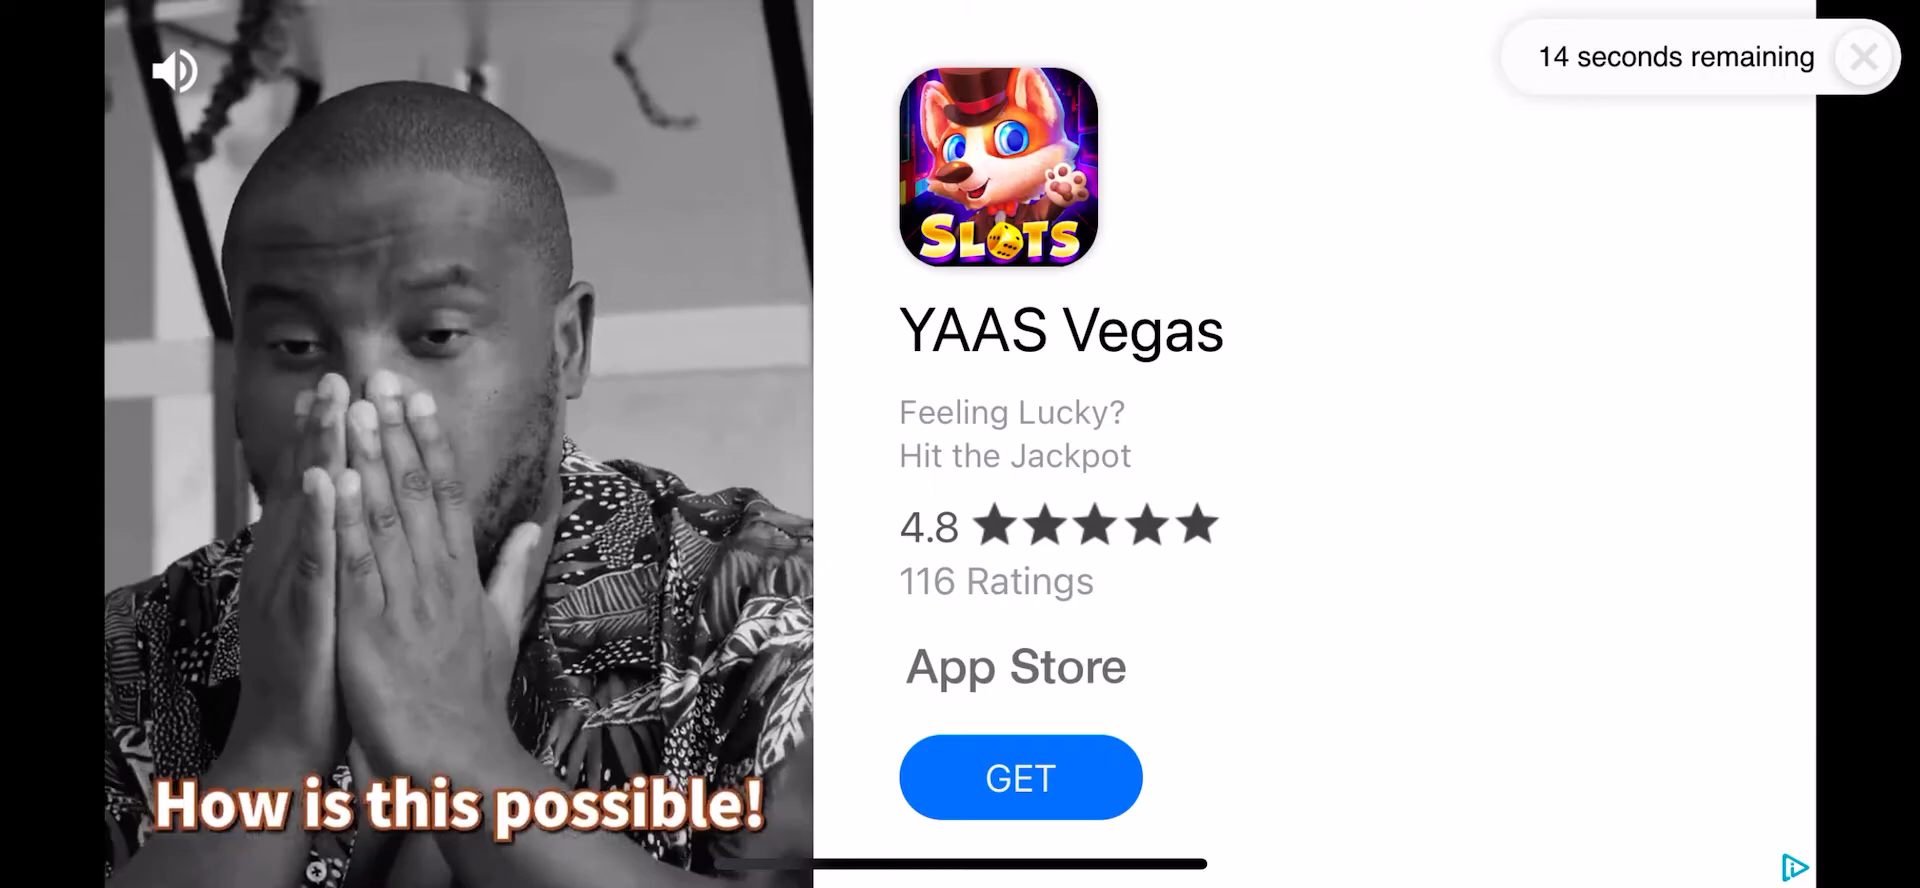 14 seconds remaining
SLOTS
YAAS Vegas
Feeling Lucky?
Hit the Jackpot
4.8
116 Ratings
App Store
GET
How is this possible!